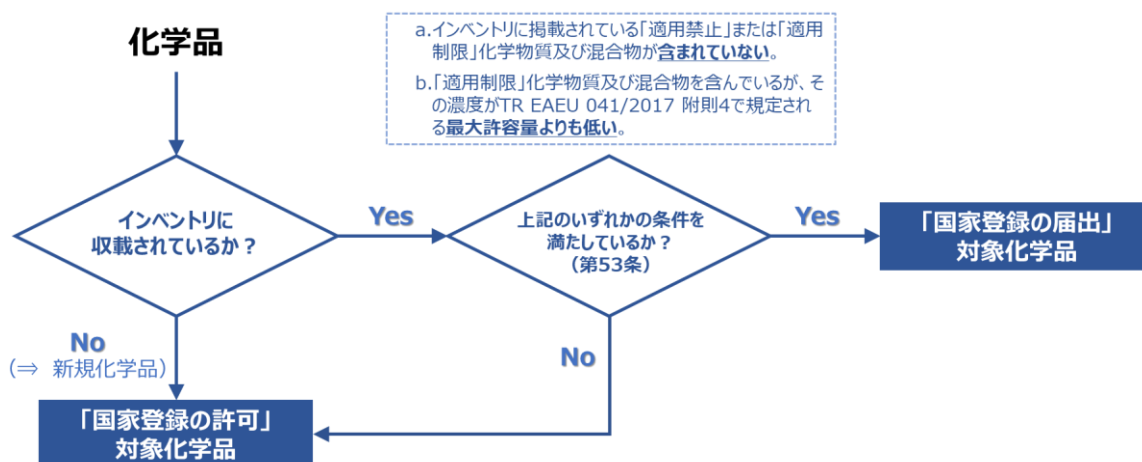 化学品
a.インベントリに掲載されている「適用禁止」または「適用
制限」化学物質及び混合物が含まれていない。
b.「適用制限」化学物質及び混合物を含んでいるが、そ
の濃度がTR EAEU 041/2017 附則4で規定され
る最大許容量よりも低い。
インベントリに
収載されているか？
Yes
上記のいずれかの条件を
満たしているか？
（第53条）
Yes
「国家登録の届出」
対象化学品
No
（⇒ 新規化学品）
No
「国家登録の許可」
対象化学品